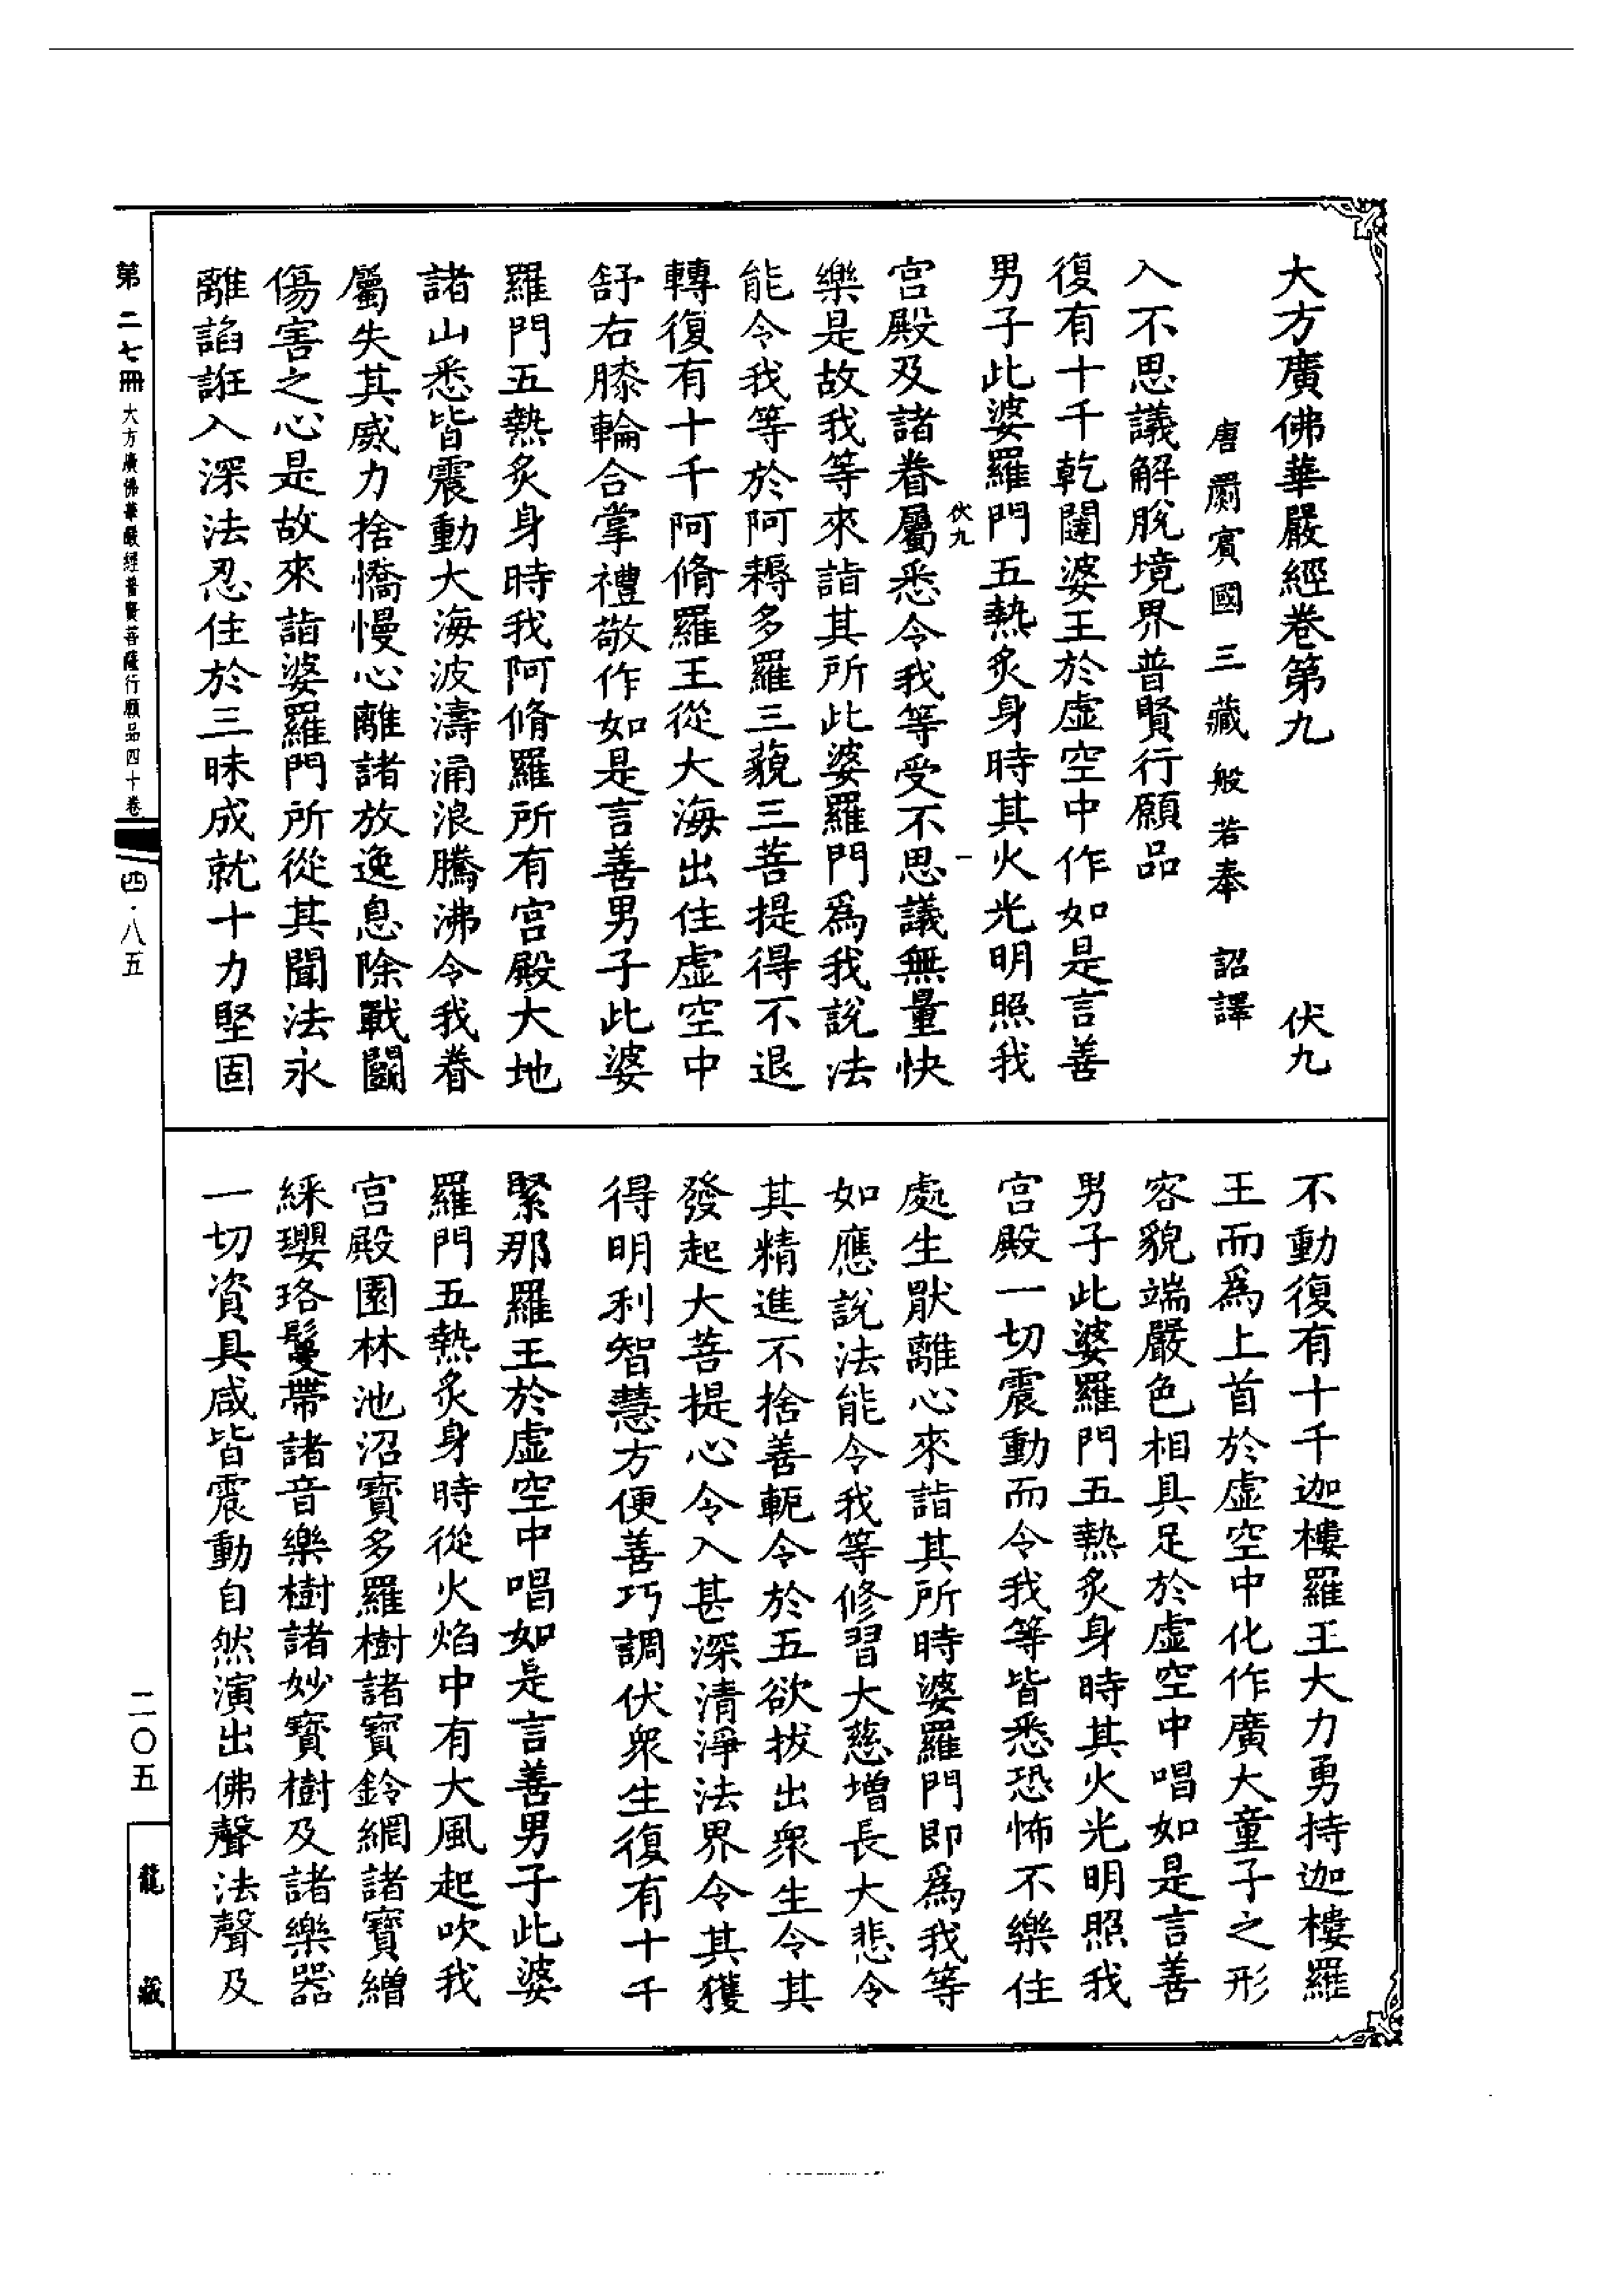 大方廣佛華嚴經卷第九 伏九
唐罽賓國三藏般若奉 詔譯
入不思議解脫境界普賢行願品
復有十千乾闥婆王於虛空中作如是言善
男子此婆羅門五熱炙身時其火光明照我
伏九 一
宮殿及諸眷屬悉令我等受不思議無量快
樂是故我等來詣其所此婆羅門爲我說法
能令我等於阿耨多羅三藐三菩提得不退
轉復有十千阿脩羅王從大海出住虛空中
舒右膝輪合掌禮敬作如是言善男子此婆
羅門五熱炙身時我阿脩羅所有宮殿大地
諸山悉皆震動大海波濤涌浪騰沸令我眷
屬失其威力捨憍慢心離諸放逸息除戰鬭
傷害之心是故來詣婆羅門所從其聞法永
離諂誑入深法忍住於三昧成就十力堅固
不動復有十千迦樓羅王大力勇持迦樓羅
王而爲上首於虛空中化作廣大童子之形
容貌端嚴色相具足於虛空中唱如是言善
男子此婆羅門五熱炙身時其火光明照我
宮殿一切震動而令我等皆悉恐怖不樂住
處生厭離心來詣其所時婆羅門即爲我等
如應說法能令我等修習大慈增長大悲令
其精進不捨善軛令於五欲拔出衆生令其
發起大菩提心令入甚深清淨法界令其獲
得明利智慧方便善巧調伏衆生復有十千
緊那羅王於虛空中唱如是言善男子此婆
羅門五熱炙身時從火焰中有大風起吹我
宮殿園林池沼寶多羅樹諸寶鈴網諸寶繒
綵瓔珞鬘帶諸音樂樹諸妙寶樹及諸樂器
一切資具咸皆震動自然演出佛聲法聲及
第二七冊 大方廣佛華嚴經普賢菩薩行願品四十卷 四·八五
二〇五
龍藏